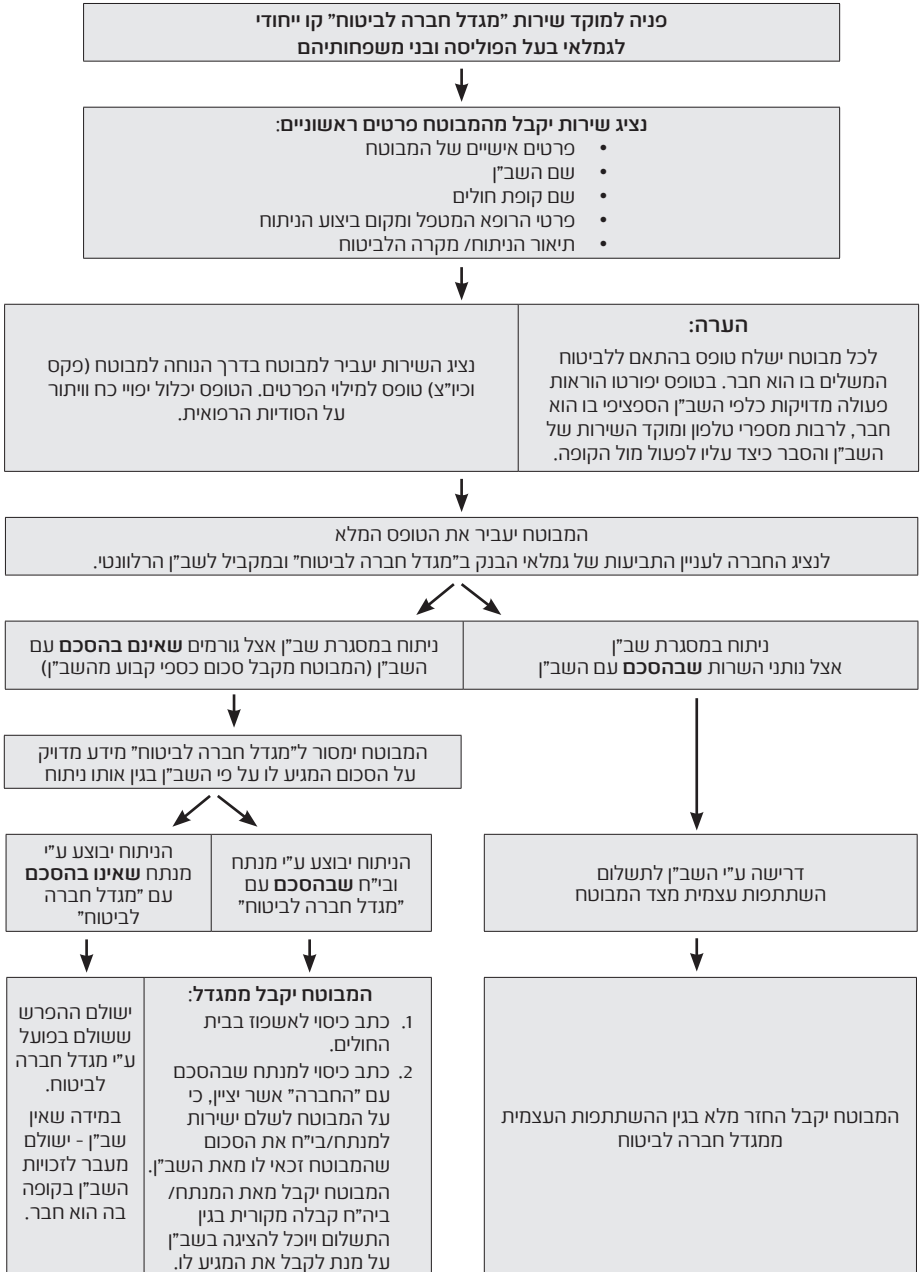 פניה למוקד שירות "מגדל חברה לביטוח" קו ייחודי
לגמלאי בעל הפוליסה ובני משפחותיהם
נציג שירות יקבל מהמבוטח פרטים ראשוניים:
• פרטים אישיים של המבוטח
• שם השב"ן
• שם קופת חולים
• פרטי הרופא המטפל ומקום ביצוע הניתוח
• תיאור הניתוח/ מקרה הלביטוח
הערה:
לכל מבוטח ישלח טופס בהתאם ללביטוח
המשלים בו הוא חבר. בטופס יפורטו הוראות
פעולה מדויקות כלפי השב"ן הספציפי בו הוא
חבר, לרבות מספרי טלפון ומוקד השירות של
השב"ן והסבר כיצד עליו לפעול מול הקופה.
נציג השירות יעביר למבוטח בדרך הנוחה למבוטח (פקס
וכיו"צ) טופס למילוי הפרטים. הטופס יכלול יפויי כח וויתור
על הסודיות הרפואית.
המבוטח יעביר את הטופס המלא
לנציג החברה לעניין התביעות של גמלאי הבנק ב"מגדל חברה לביטוח" ובמקביל לשב"ן הרלוונטי.
ניתוח במסגרת שב"ן
אצל נותני השרות שבהסכם עם השב"ן
ניתוח במסגרת שב"ן אצל גורמים שאינם בהסכם עם
השב"ן (המבוטח מקבל סכום כספי קבוע מהשב"ן)
המבוטח ימסור ל"מגדל חברה לביטוח" מידע מדויק
על הסכום המגיע לו על פי השב"ן בגין אותו ניתוח
דרישה ע"י השב"ן לתשלום
השתתפות עצמית מצד המבוטח
הניתוח יבוצע ע"י מנתח
ובי"ח שבהסכם עם
"מגדל חברה לביטוח"
הניתוח יבוצע ע"י
מנתח שאינו בהסכם
עם "מגדל חברה
לביטוח"
המבוטח יקבל החזר מלא בגין ההשתתפות העצמית
ממגדל חברה לביטוח
המבוטח יקבל ממגדל:
1. כתב כיסוי לאשפוז בבית
החולים.
2. כתב כיסוי למנתח שבהסכם
עם "החברה" אשר יציין, כי
על המבוטח לשלם ישירות
למנתח/בי"ח את הסכום
שהמבוטח זכאי לו מאת השב"ן.
המבוטח יקבל מאת המנתח/
ביה"ח קבלה מקורית בגין
התשלום ויוכל להציגה בשב"ן
על מנת לקבל את המגיע לו.
ישולם ההפרש
ששולם בפועל
ע"י מגדל חברה
לביטוח.
במידה שאין
שב"ן - ישולם
מעבר לזכויות
השב"ן בקופה
בה הוא חבר.